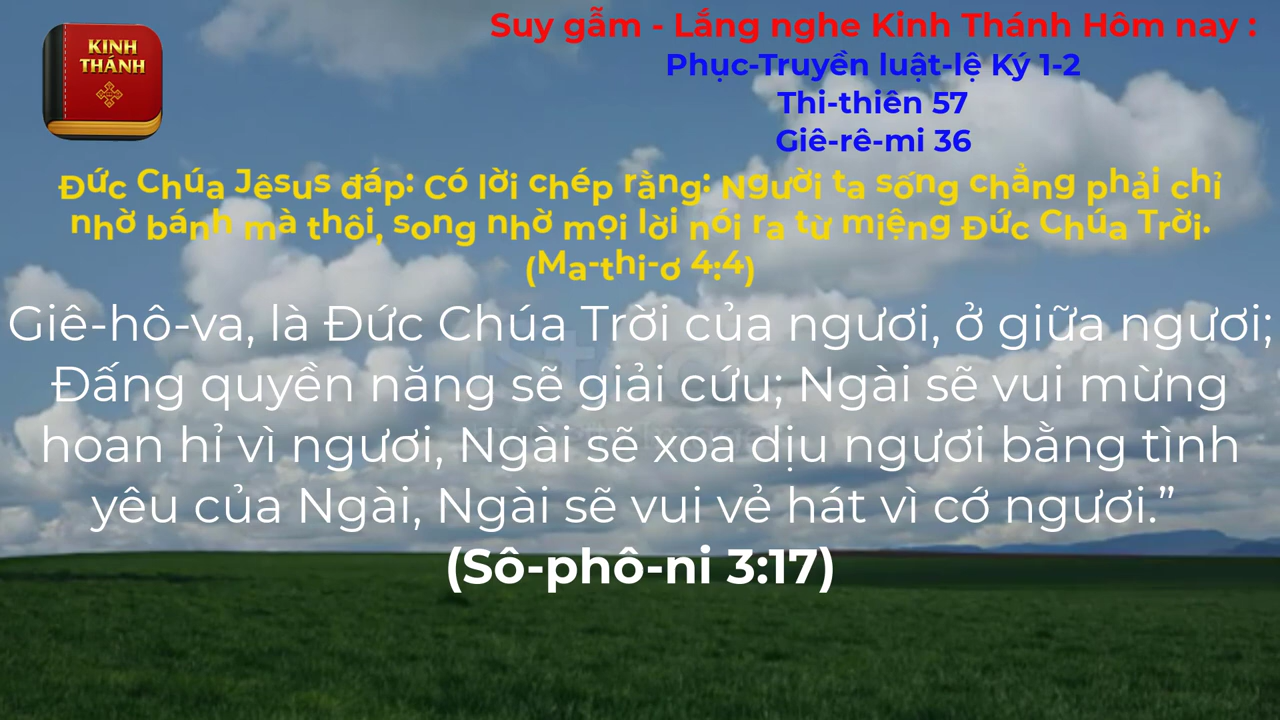 KINH
THÁNH
Suy gẫm - Lắng nghe Kinh Thánh Hôm nay :
Phục-Truyền luật-lệ Ký 1-2
Thi-thiên 57
Giê-rê-mi 36
Đức Chúa Jêsus đáp: Có lời chép rằng: Người ta sống chẳng phải chỉ
nhờ bánh mà thôi, song nhờ mọi lời nói ra từ miệng Đức Chúa Trời.
(Ma-thi-ơ 4:4)
Giê-hô-va, là Đức Chúa Trời của ngươi, ở giữa ngươi;
Đấng quyền năng sẽ giải cứu; Ngài sẽ vui mừng
hoan hỉ vì ngươi, Ngài sẽ xoa dịu ngươi bằng tình
yêu của Ngài, Ngài sẽ vui vẻ hát vì cớ ngươi.”
(Sô-phô-ni 3:17)